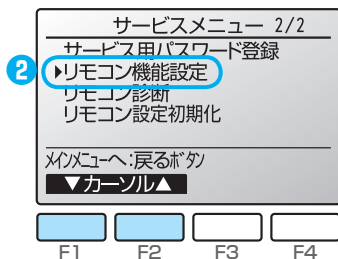 サービスメニュー 2/2
サービス用パスワード登録
2 ▶リモコン機能設定
リモコン診断
リモコン設定初期化
メインメニューへ:戻るボタン
▼カーソル▲
F1 F2 F3 F4